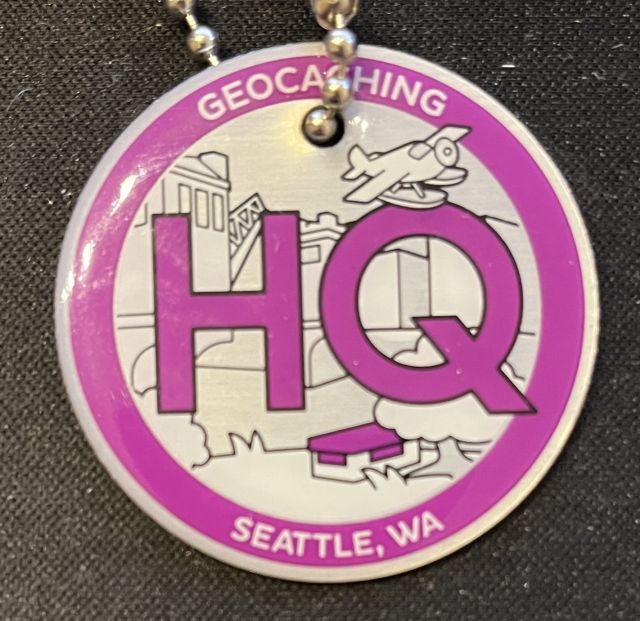 GEOCACHING
HQ
SEATTLE, WA